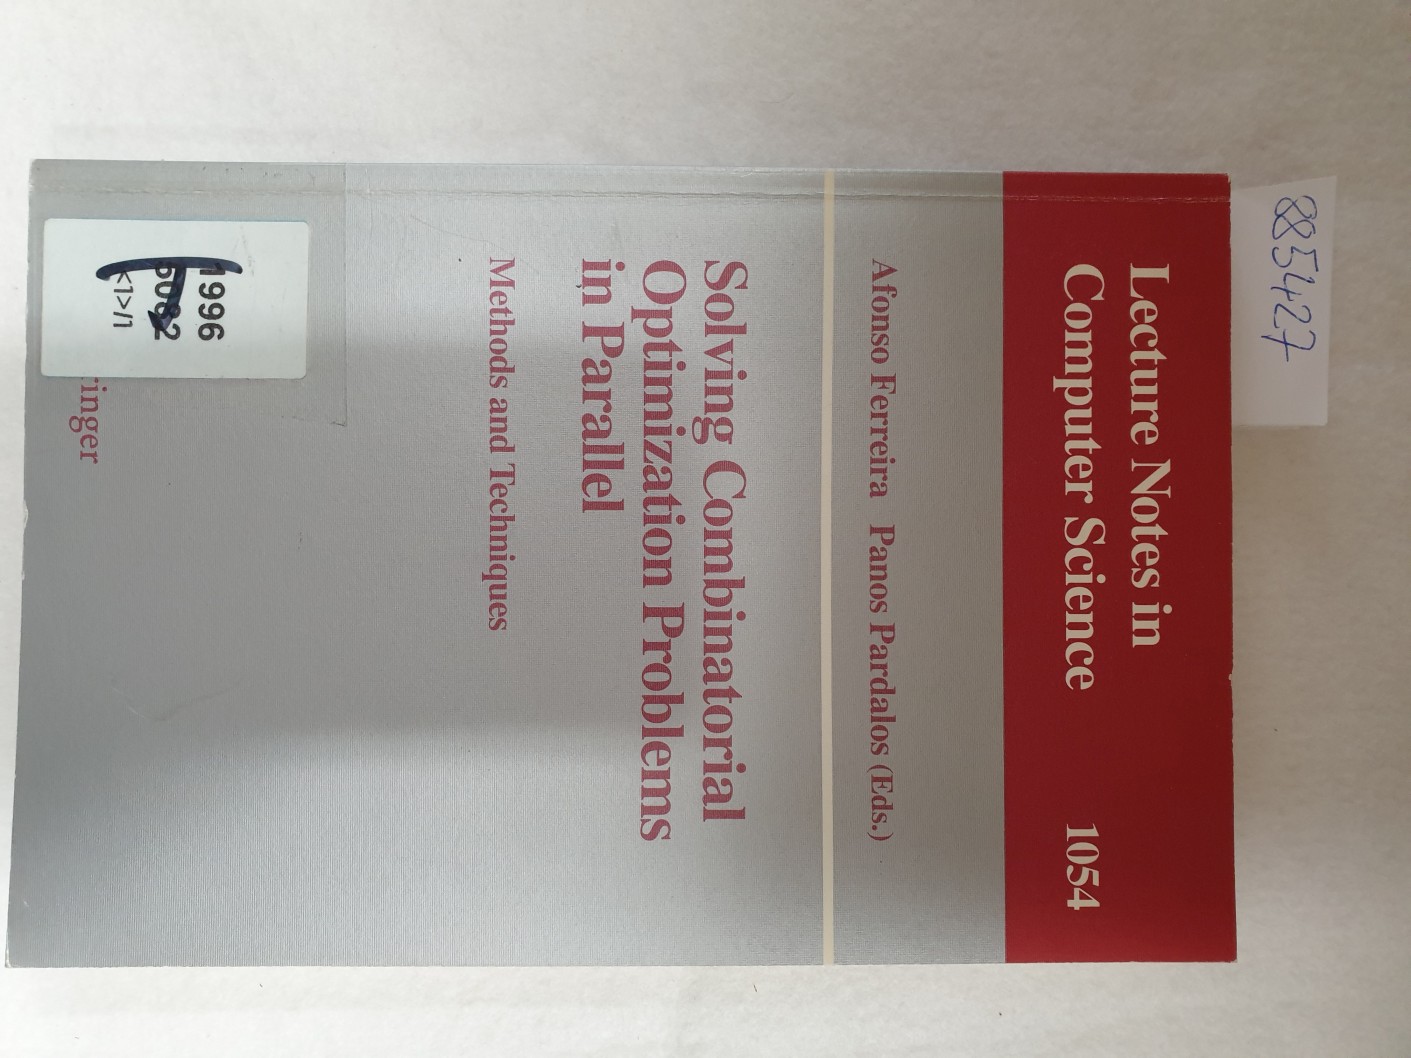 885427
Lecture Notes in
Computer Science 1054
Afonso Ferreira Panos Pardalos (Eds.)
Solving Combinatorial
Optimization Problems
in Parallel
Methods and Techniques
1996
<1>/1
ringer